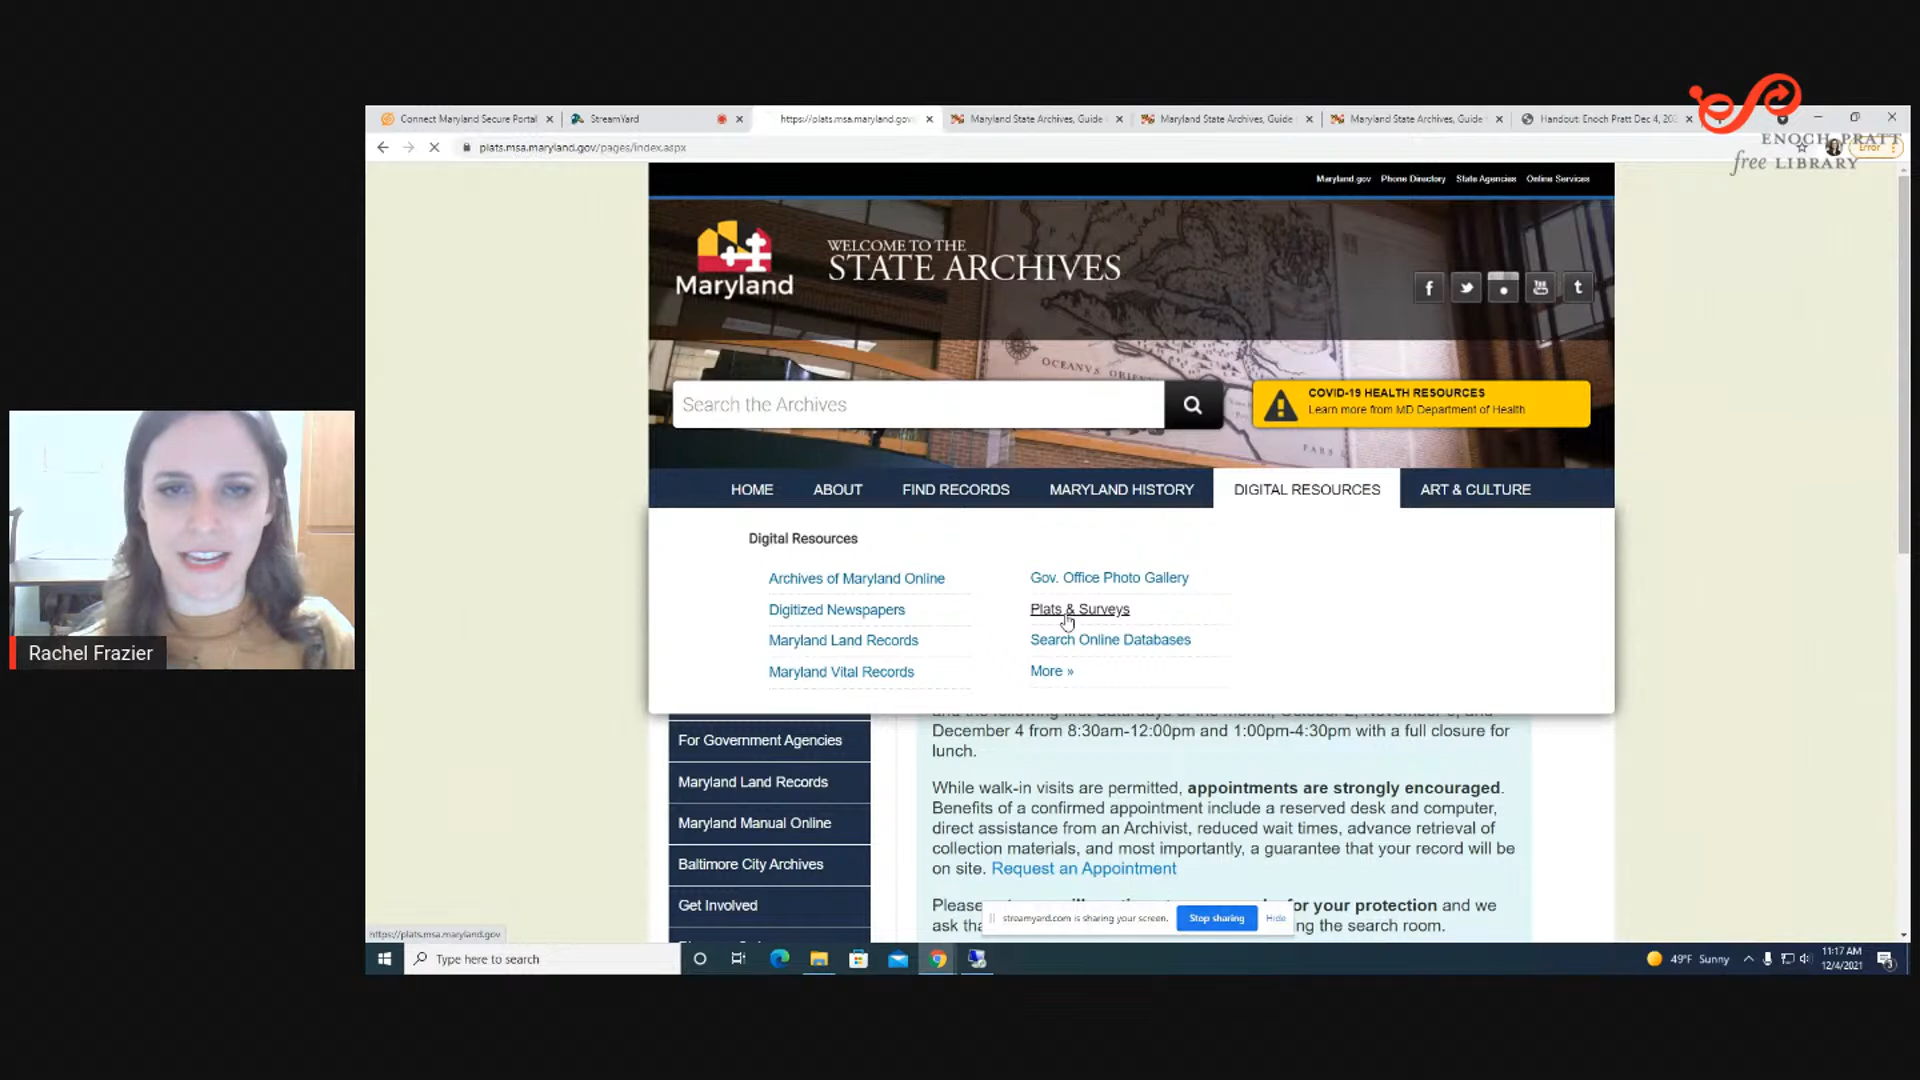 Connect Maryland Secure Portal
StreamYard
https://plats.msa.maryland.gov
Maryland State Archives, Guide
Maryland State Archives, Guide
Maryland State Archives, Guide
Handout: Enoch Pratt Dec 4, 202
plats.msa.maryland.gov/pages/index.aspx
Error
ENOCH PRATT
free LIBRARY
Maryland.gov Phone Directory State Agencies Online Services
Maryland
WELCOME TO THE
STATE ARCHIVES
OCEANVS ORIEN
PARS
Search the Archives
COVID-19 HEALTH RESOURCES
Learn more from MD Department of Health
HOME ABOUT FIND RECORDS MARYLAND HISTORY DIGITAL RESOURCES ART & CULTURE
Digital Resources
Archives of Maryland Online
Digitized Newspapers
Maryland Land Records
Maryland Vital Records
Gov. Office Photo Gallery
Plats & Surveys
Search Online Databases
More »
For Government Agencies
Maryland Land Records
Maryland Manual Online
Baltimore City Archives
Get Involved
December 4 from 8:30am-12:00pm and 1:00pm-4:30pm with a full closure for
lunch.
While walk-in visits are permitted, appointments are strongly encouraged.
Benefits of a confirmed appointment include a reserved desk and computer,
direct assistance from an Archivist, reduced wait times, advance retrieval of
collection materials, and most importantly, a guarantee that your record will be
on site. Request an Appointment
Please for your protection and we
ask tha ng the search room.
streamyard.com is sharing your screen. Stop sharing Hide
https://plats.msa.maryland.gov
Rachel Frazier
Type here to search
49°F Sunny
11:17 AM
12/4/2021